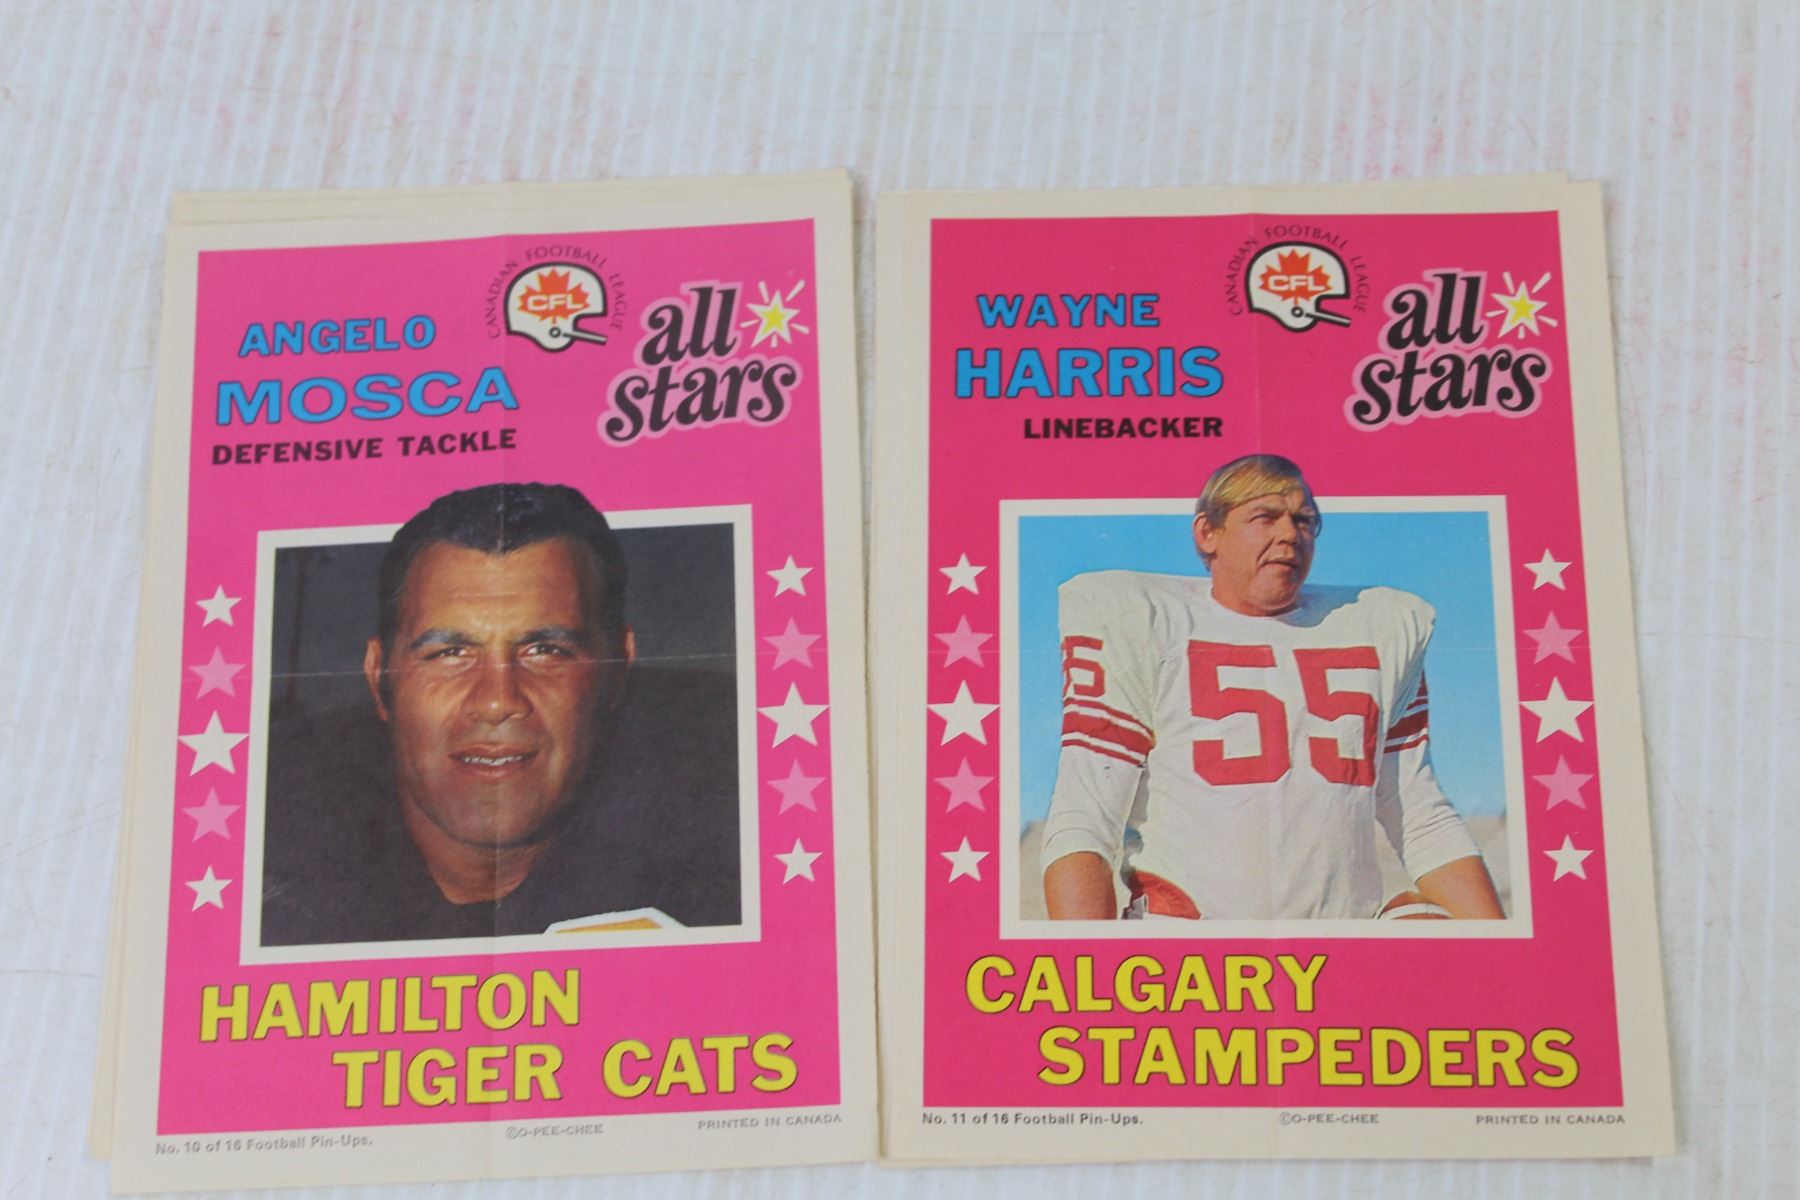 CANADIAN FOOTBALL LEAGUE
CFL
ANGELO
MOSCA
DEFENSIVE TACKLE
all
stars
HAMILTON
TIGER CATS
No. 10 of 16 Football Pin-Ups.
©O-PEE-CHEE
PRINTED IN CANADA
CANADIAN FOOTBALL LEAGUE
CFL
WAYNE
HARRIS
LINEBACKER
all
stars
55
55
CALGARY
STAMPEDERS
No. 11 of 16 Football Pin-Ups.
©O-PEE-CHEE
PRINTED IN CANADA